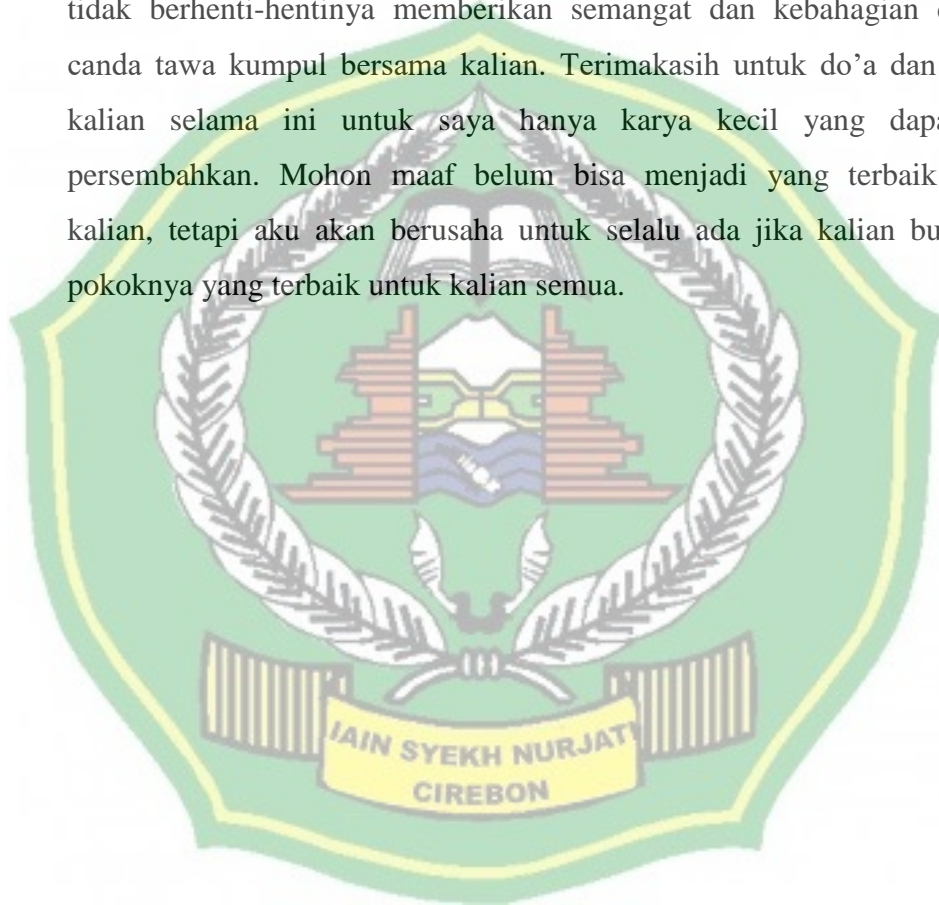 tidak berhenti-hentinya memberikan semangat dan kebahagian
canda tawa kumpul bersama kalian. Terimakasih untuk do’a dan
kalian selama ini untuk saya hanya karya kecil yang
persembahkan. Mohon maaf belum bisa menjadi yang terbaik
kalian, tetapi aku akan berusaha untuk selalu ada jika kalian
pokoknya yang terbaik untuk kalian semua.
IAIN SYEKH NURJATI
CIREBON